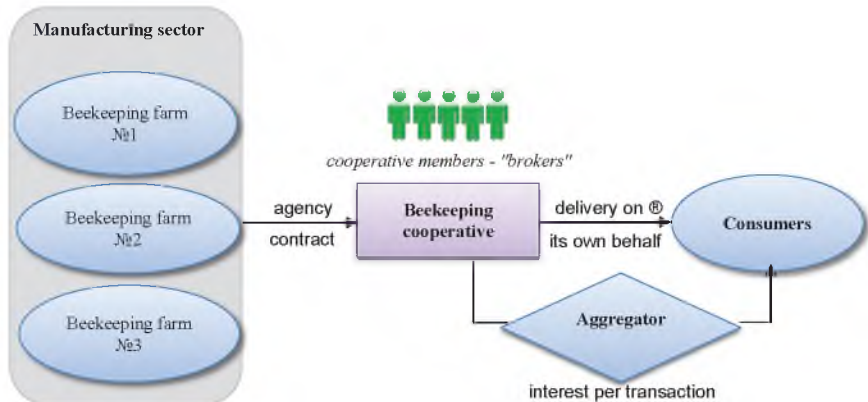 Manufacturing sector
Beekeeping farm
№1
Beekeeping farm
№2
Beekeeping farm
№3
cooperative members - "brokers"
agency
contract
Beekeeping
cooperative
delivery on ®
its own behalf
Consumers
Aggregator
interest per transaction